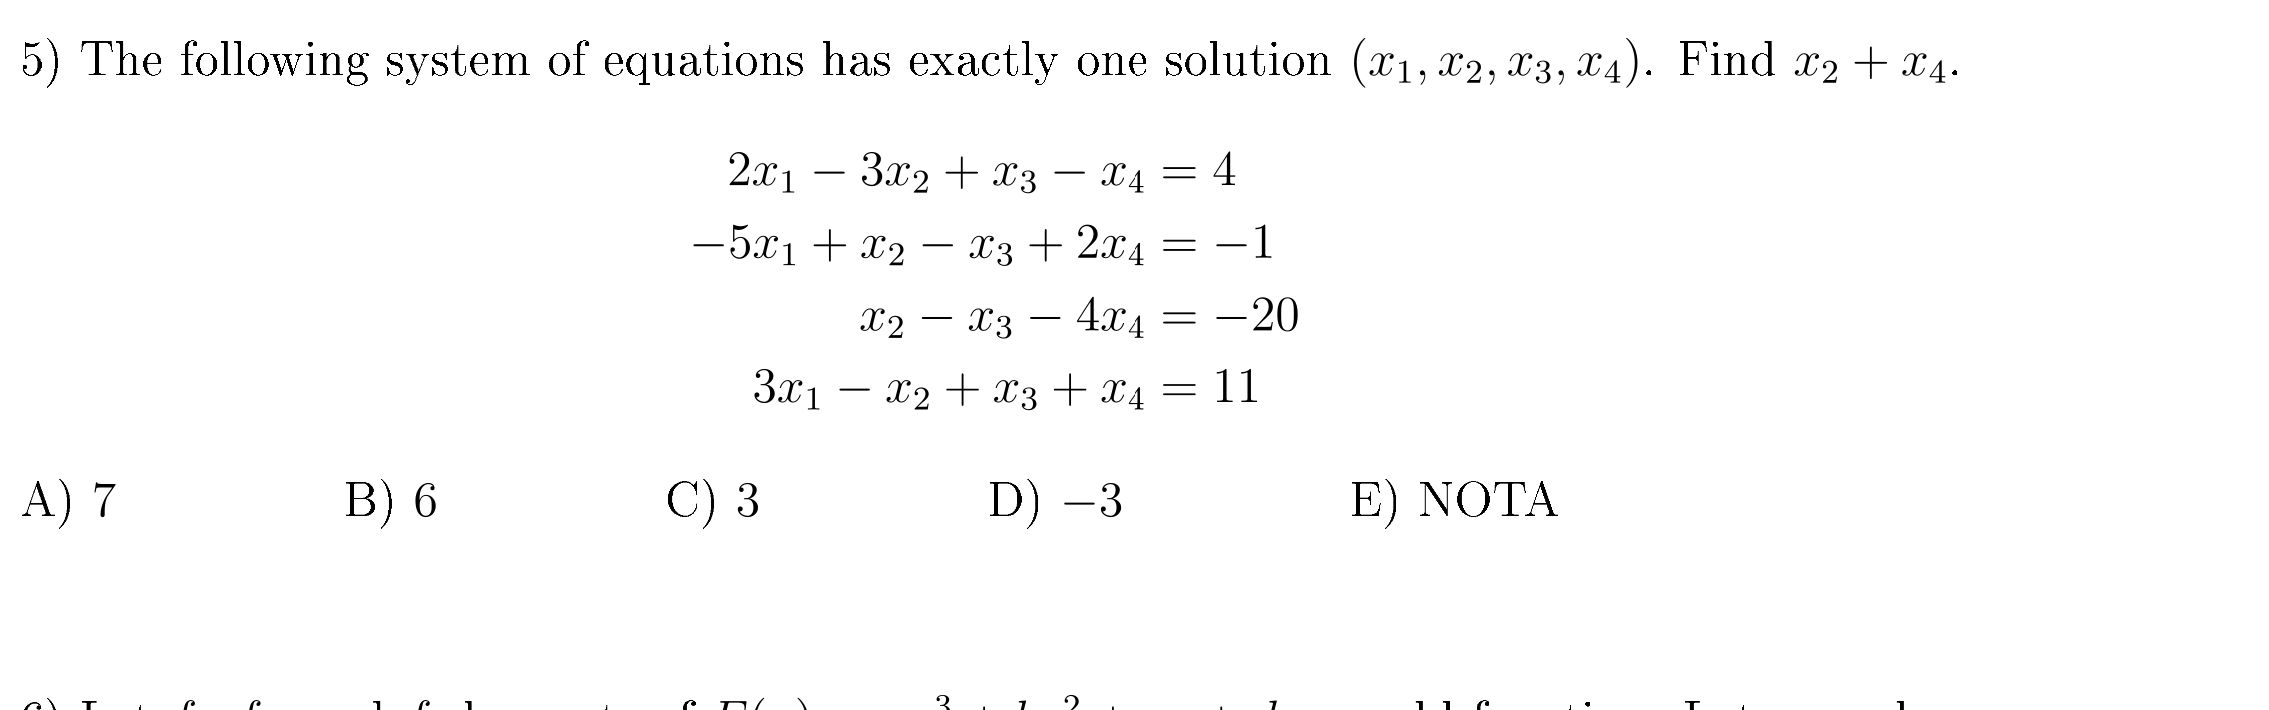 5) The following system of equations has exactly one solution (x₁, x₂, x₃, x₄). Find x₂ + x₄.
2x₁ − 3x₂ + x₃ − x₄ = 4
−5x₁ + x₂ − x₃ + 2x₄ = −1
x₂ − x₃ − 4x₄ = −20
3x₁ − x₂ + x₃ + x₄ = 11
A) 7 B) 6 C) 3 D) −3 E) NOTA